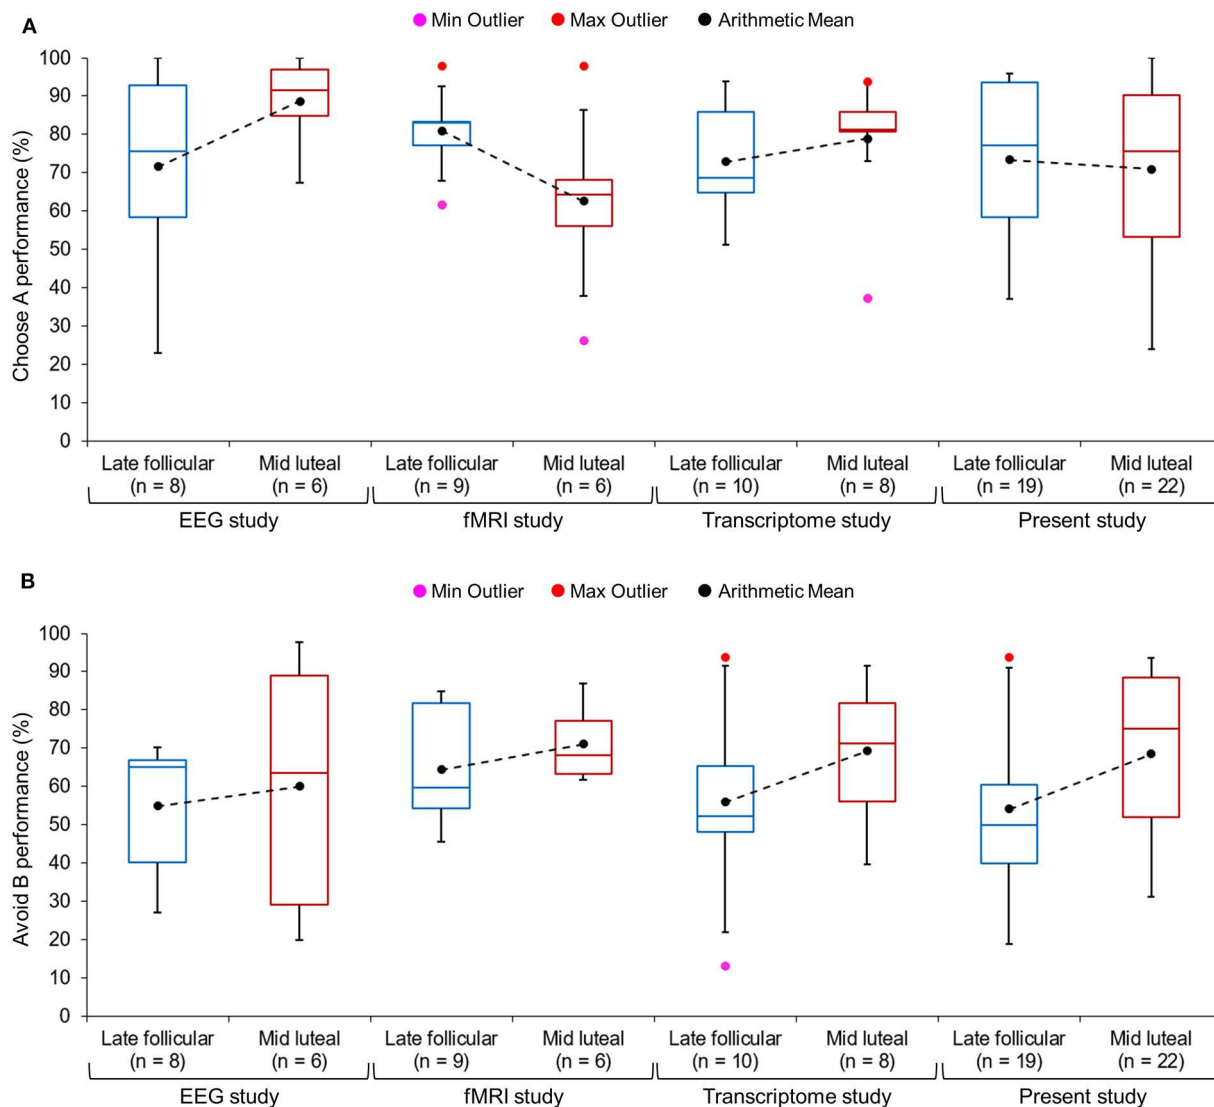 A
Min Outlier Max Outlier Arithmetic Mean
Choose A performance (%)
100
90
80
70
60
50
40
30
20
10
0
Late follicular Mid luteal Late follicular Mid luteal Late follicular Mid luteal Late follicular Mid luteal
(n = 8) (n = 6) (n = 9) (n = 6) (n = 10) (n = 8) (n = 19) (n = 22)
EEG study fMRI study Transcriptome study Present study
B
Min Outlier Max Outlier Arithmetic Mean
Avoid B performance (%)
100
90
80
70
60
50
40
30
20
10
0
Late follicular Mid luteal Late follicular Mid luteal Late follicular Mid luteal Late follicular Mid luteal
(n = 8) (n = 6) (n = 9) (n = 6) (n = 10) (n = 8) (n = 19) (n = 22)
EEG study fMRI study Transcriptome study Present study